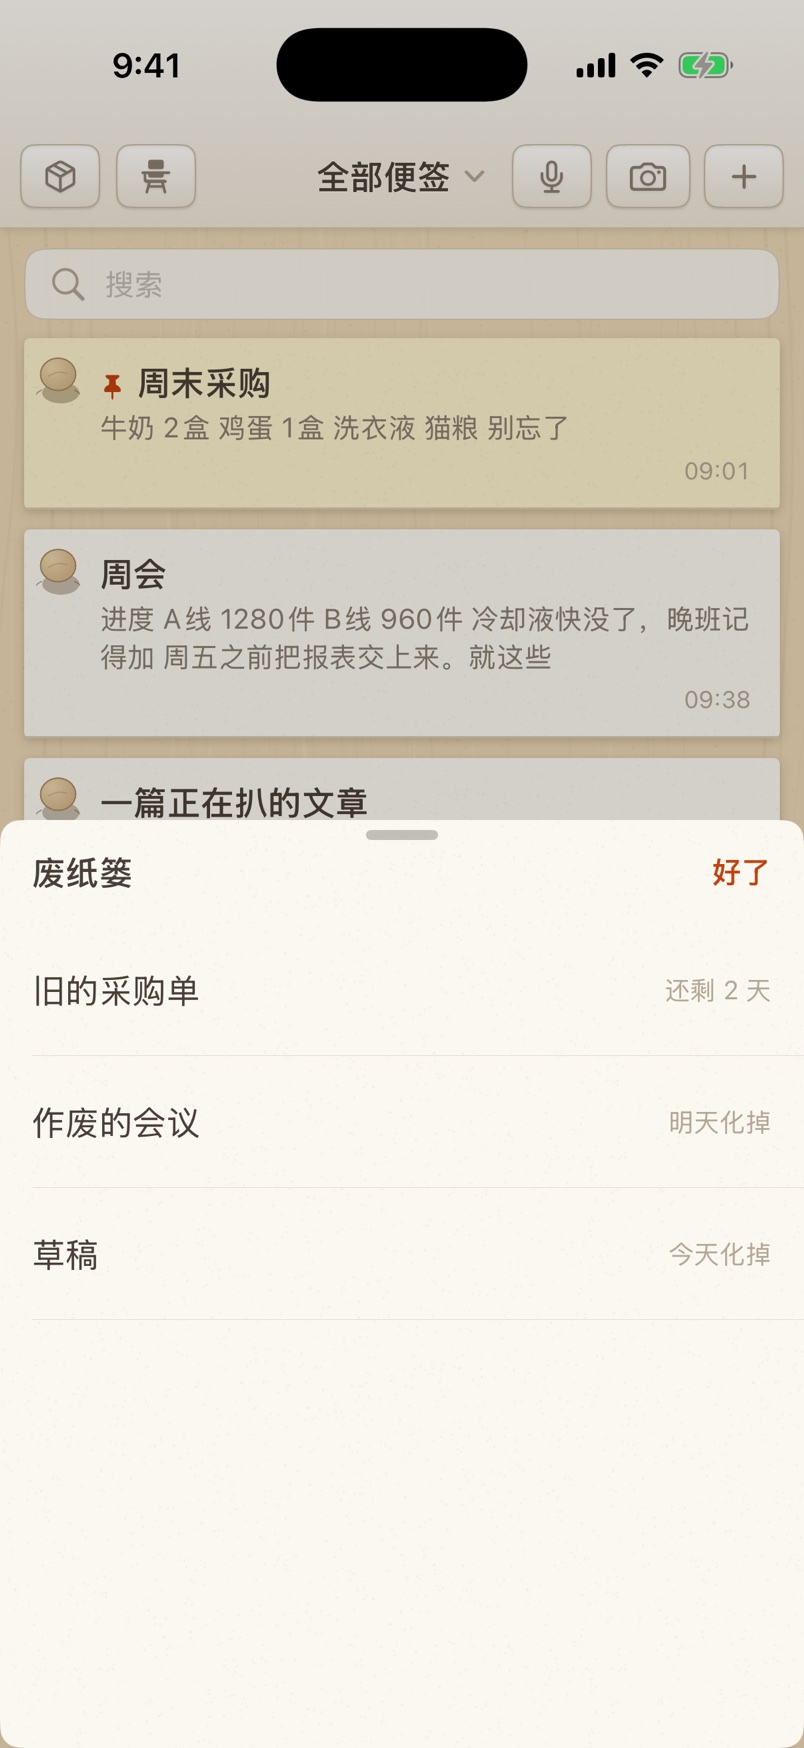 9:41
全部便签
搜索
周末采购
牛奶 2盒 鸡蛋 1盒 洗衣液 猫粮 别忘了
09:01
周会
进度 A线 1280件 B线 960件 冷却液快没了，晚班记
得加 周五之前把报表交上来。就这些
09:38
一篇正在扒的文章
废纸篓
好了
旧的采购单
还剩 2 天
作废的会议
明天化掉
草稿
今天化掉